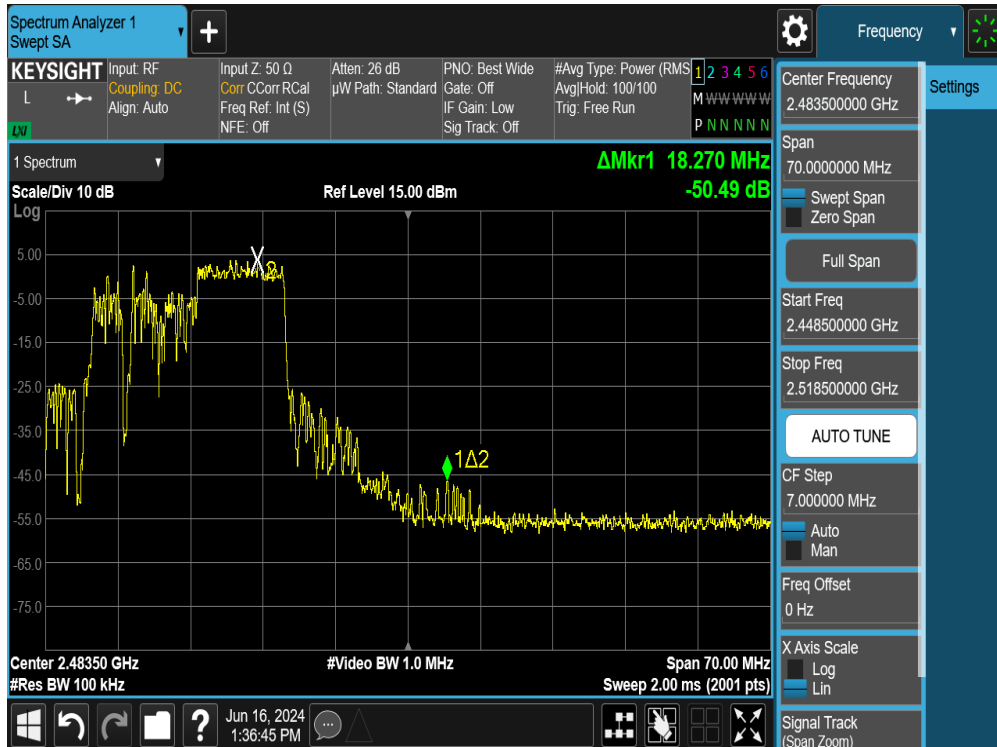 Spectrum Analyzer 1
Swept SA
+
Frequency
KEYSIGHT
L
LXI
Input: RF
Coupling: DC
Align: Auto
Input Z: 50 Ω
Corr CCorr RCal
Freq Ref: Int (S)
NFE: Off
Atten: 26 dB
µW Path: Standard
PNO: Best Wide
Gate: Off
IF Gain: Low
Sig Track: Off
#Avg Type: Power (RMS
Avg|Hold: 100/100
Trig: Free Run
1 2 3 4 5 6
M W W W W W
P N N N N N
1 Spectrum
ΔMkr1 18.270 MHz
-50.49 dB
Scale/Div 10 dB
Ref Level 15.00 dBm
Log
5.00
-5.00
-15.0
-25.0
-35.0
-45.0
-55.0
-65.0
-75.0
X
2
1Δ2
Center 2.48350 GHz
#Video BW 1.0 MHz
Span 70.00 MHz
#Res BW 100 kHz
Sweep 2.00 ms (2001 pts)
Settings
Center Frequency
2.483500000 GHz
Span
70.0000000 MHz
Swept Span
Zero Span
Full Span
Start Freq
2.448500000 GHz
Stop Freq
2.518500000 GHz
AUTO TUNE
CF Step
7.000000 MHz
Auto
Man
Freq Offset
0 Hz
X Axis Scale
Log
Lin
Signal Track
(Span Zoom)
?
Jun 16, 2024
1:36:45 PM